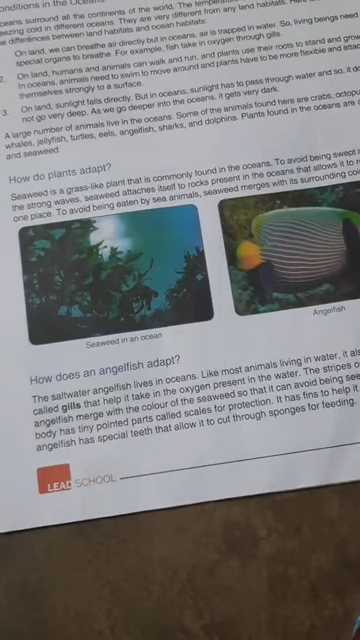 onditions in the Oceans
oceans surround all the continents of the world. The temper
eezing cold in different oceans. They are very different from any land habitats. Here
e differences between land habitats and ocean habitats:
On land, we can breathe air directly but in oceans, air is trapped in water. So, living beings need
special organs to breathe. For example, fish take in oxygen through gills.
2. On land, humans and animals can walk and run, and plants use their roots to stand and grow
In oceans, animals need to swim to move around and plants have to be more flexible and attac
themselves strongly to a surface.
3. On land, sunlight falls directly. But in oceans, sunlight has to pass through water and so, it do
not go very deep. As we go deeper into the oceans, it gets very dark.
A large number of animals live in the oceans. Some of the animals found here are crabs, octopu
whales, jellyfish, turtles, eels, angelfish, sharks, and dolphins. Plants found in the oceans are a
and seaweed.
How do plants adapt?
Seaweed is a grass-like plant that is commonly found in the oceans. To avoid being swept a
the strong waves, seaweed attaches itself to rocks present in the oceans that allows it to r
one place. To avoid being eaten by sea animals, seaweed merges with its surrounding colo
Seaweed in an ocean
Angelfish
How does an angelfish adapt?
The saltwater angelfish lives in oceans. Like most animals living in water, it als
called gills that help it take in the oxygen present in the water. The stripes o
angelfish merge with the colour of the seaweed so that it can avoid being see
body has tiny pointed parts called scales for protection. It has fins to help it
angelfish has special teeth that allow it to cut through sponges for feeding.
LEAD SCHOOL